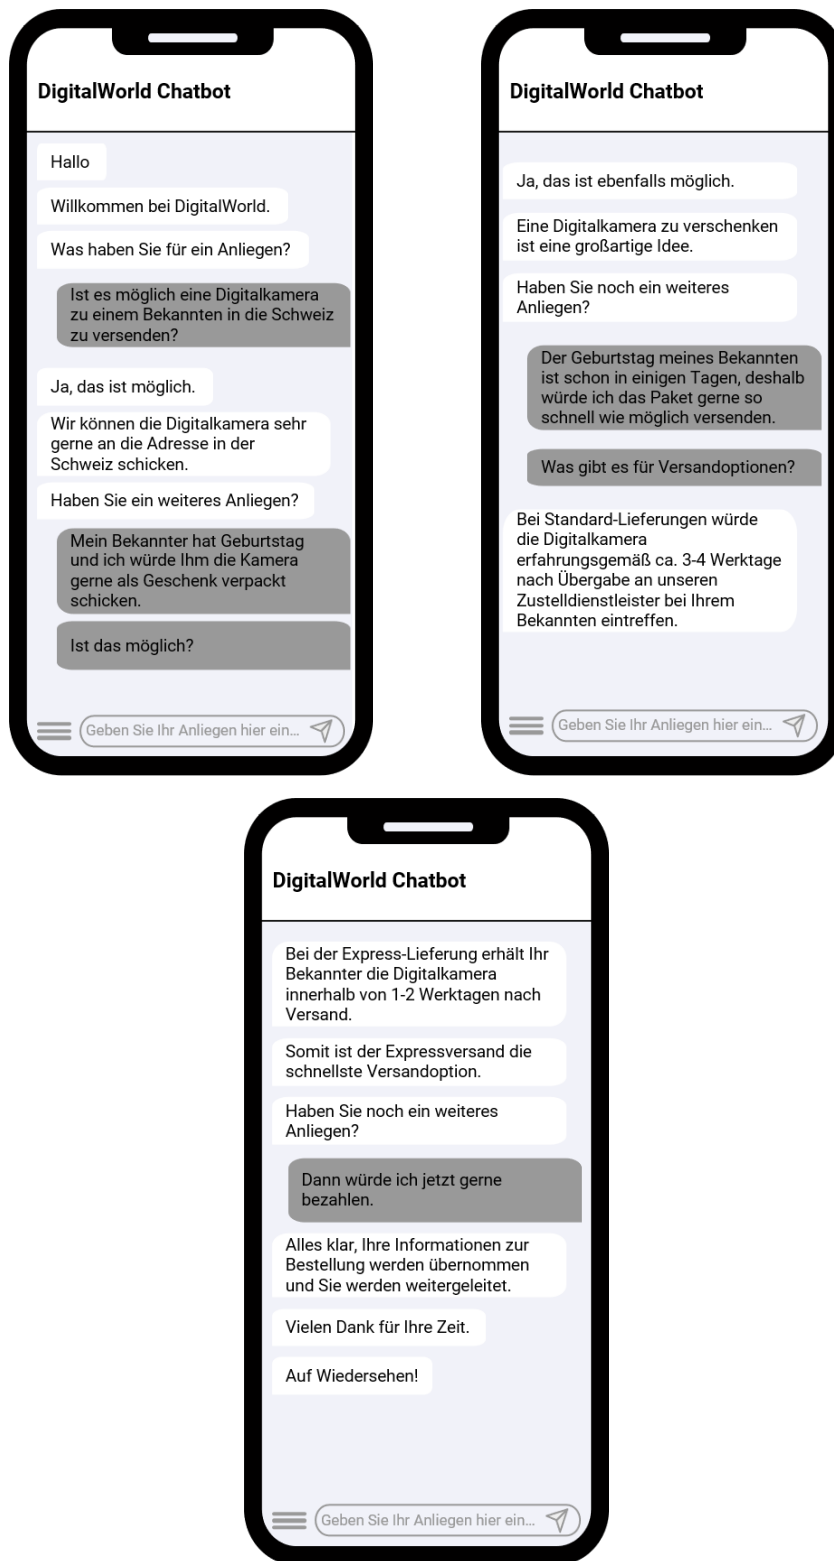 DigitalWorld Chatbot
Hallo
Willkommen bei DigitalWorld.
Was haben Sie für ein Anliegen?
Ist es möglich eine Digitalkamera
zu einem Bekannten in die Schweiz
zu versenden?
Ja, das ist möglich.
Wir können die Digitalkamera sehr
gerne an die Adresse in der
Schweiz schicken.
Haben Sie ein weiteres Anliegen?
Mein Bekannter hat Geburtstag
und ich würde Ihm die Kamera
gerne als Geschenk verpackt
schicken.
Ist das möglich?
Geben Sie Ihr Anliegen hier ein...
DigitalWorld Chatbot
Ja, das ist ebenfalls möglich.
Eine Digitalkamera zu verschenken
ist eine großartige Idee.
Haben Sie noch ein weiteres
Anliegen?
Der Geburtstag meines Bekannten
ist schon in einigen Tagen, deshalb
würde ich das Paket gerne so
schnell wie möglich versenden.
Was gibt es für Versandoptionen?
Bei Standard-Lieferungen würde
die Digitalkamera
erfahrungsgemäß ca. 3-4 Werktage
nach Übergabe an unseren
Zustelldienstleister bei Ihrem
Bekannten eintreffen.
Geben Sie Ihr Anliegen hier ein...
DigitalWorld Chatbot
Bei der Express-Lieferung erhält Ihr
Bekannter die Digitalkamera
innerhalb von 1-2 Werktagen nach
Versand.
Somit ist der Expressversand die
schnellste Versandoption.
Haben Sie noch ein weiteres
Anliegen?
Dann würde ich jetzt gerne
bezahlen.
Alles klar, Ihre Informationen zur
Bestellung werden übernommen
und Sie werden weitergeleitet.
Vielen Dank für Ihre Zeit.
Auf Wiedersehen!
Geben Sie Ihr Anliegen hier ein...